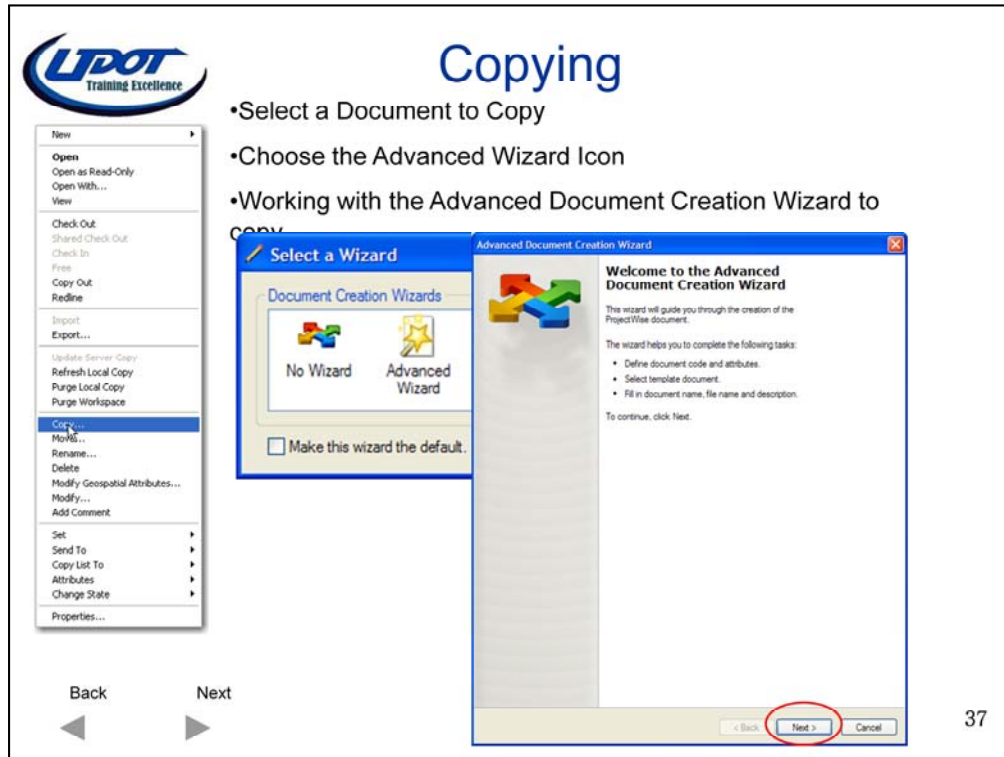 UDOT
Training Excellence
Copying
•Select a Document to Copy
•Choose the Advanced Wizard Icon
•Working with the Advanced Document Creation Wizard to
copy
New
Open
Open as Read-Only
Open With...
View
Check Out
Shared Check Out
Check In
Free
Copy Out
Redline
Import
Export...
Update Server Copy
Refresh Local Copy
Purge Local Copy
Purge Workspace
Copy...
Move...
Rename...
Delete
Modify Geospatial Attributes...
Modify...
Add Comment
Set
Send To
Copy List To
Attributes
Change State
Properties...
Select a Wizard
Document Creation Wizards
No Wizard
Advanced
Wizard
Make this wizard the default.
Advanced Document Creation Wizard
Welcome to the Advanced
Document Creation Wizard
This wizard will guide you through the creation of the
ProjectWise document.
The wizard helps you to complete the following tasks:
• Define document code and attributes.
• Select template document.
• Fill in document name, file name and description.
To continue, click Next.
< Back
Next >
Cancel
Back
Next
37